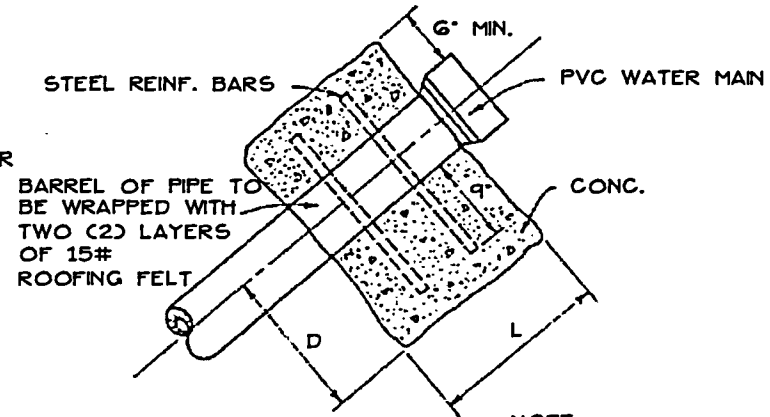 6" MIN.
STEEL REINF. BARS
PVC WATER MAIN
R
BARREL OF PIPE TO
BE WRAPPED WITH
TWO (2) LAYERS
OF 15#
ROOFING FELT
9"
CONC.
D
L